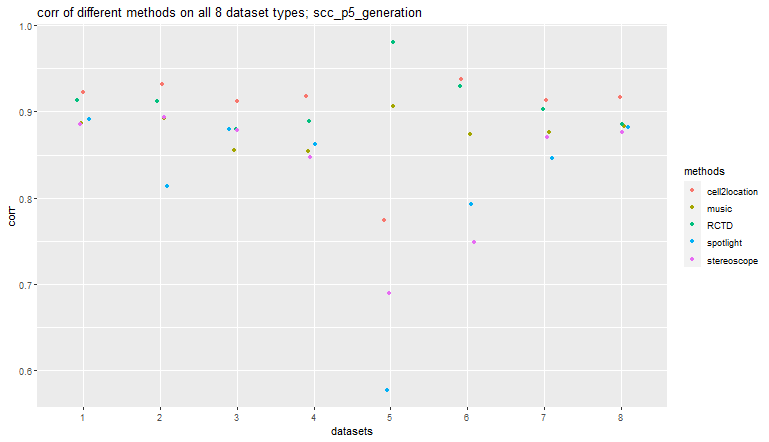 corr of different methods on all 8 dataset types; scc_p5_generation
1.0
0.9
0.8
0.7
0.6
corr
1 2 3 4 5 6 7 8
datasets
methods
cell2location
music
RCTD
spotlight
stereoscope